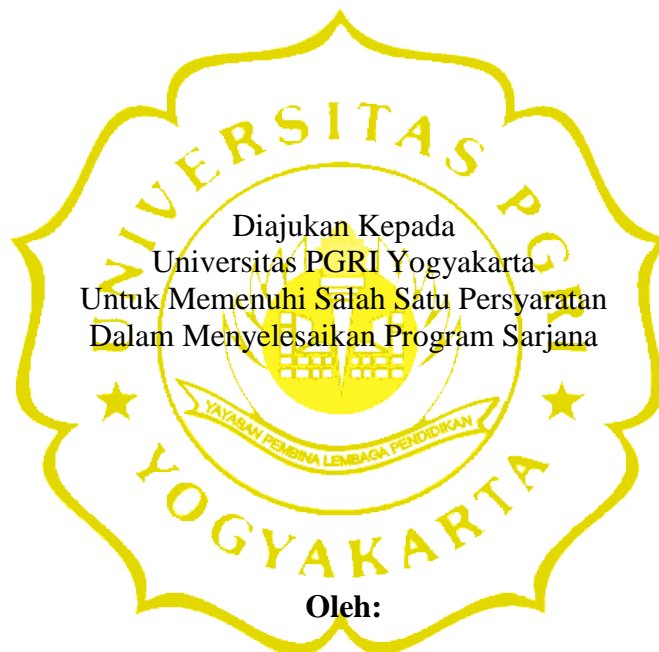 UNIVERSITAS PGRI
Diajukan Kepada
Universitas PGRI Yogyakarta
Untuk Memenuhi Salah Satu Persyaratan
Dalam Menyelesaikan Program Sarjana
YAYASAN PEMBINA LEMBAGA PENDIDIKAN
YOGYAKARTA
Oleh: